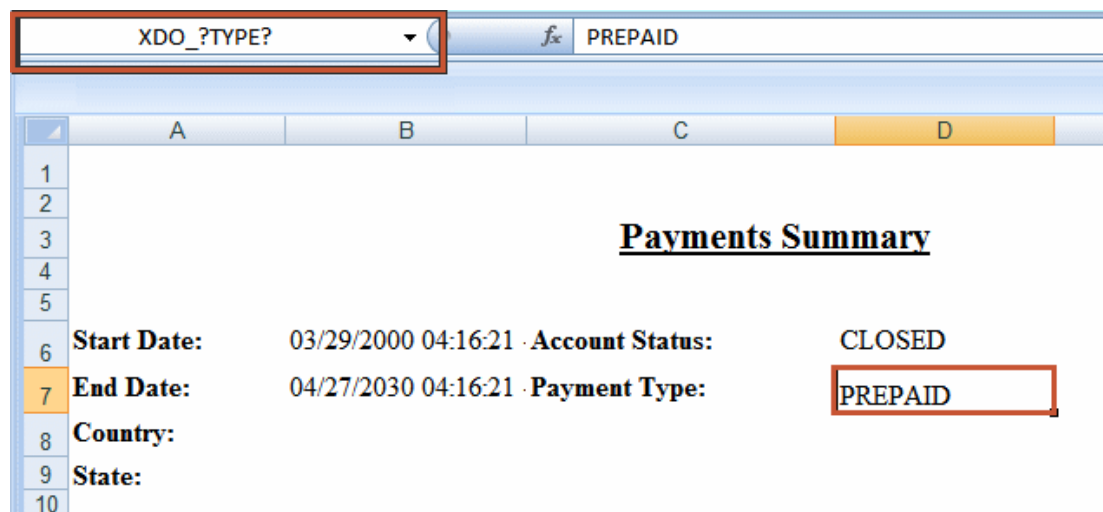 XDO_?TYPE? fx PREPAID
A B C D
1
2
3 Payments Summary
4
5
6 Start Date: 03/29/2000 04:16:21 - Account Status: CLOSED
7 End Date: 04/27/2030 04:16:21 - Payment Type: PREPAID
8 Country:
9 State:
10